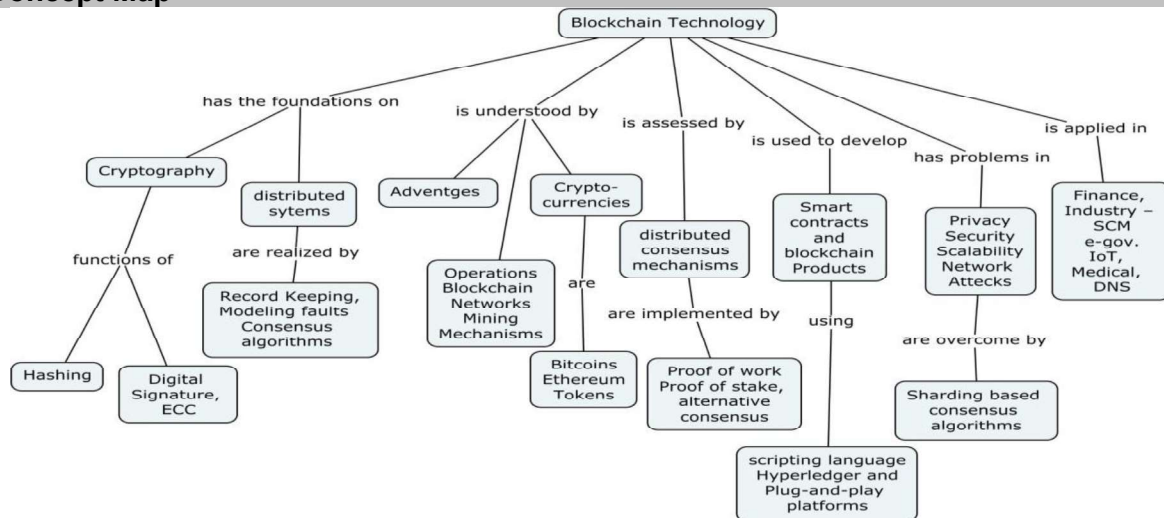 Concept Map
Blockchain Technology
has the foundations on
is understood by
is assessed by
is used to develop
has problems in
is applied in
Cryptography
distributed
sytems
Adventges
Crypto-
currencies
distributed
consensus
mechanisms
Smart
contracts
and
blockchain
Products
Privacy
Security
Scalability
Network
Attecks
Finance,
Industry –
SCM
e-gov.
IoT,
Medical,
DNS
functions of
are realized by
are
are implemented by
using
are overcome by
Hashing
Digital
Signature,
ECC
Record Keeping,
Modeling faults
Consensus
algorithms
Operations
Blockchain
Networks
Mining
Mechanisms
Bitcoins
Ethereum
Tokens
Proof of work
Proof of stake,
alternative
consensus
scripting language
Hyperledger and
Plug-and-play
platforms
Sharding based
consensus
algorithms